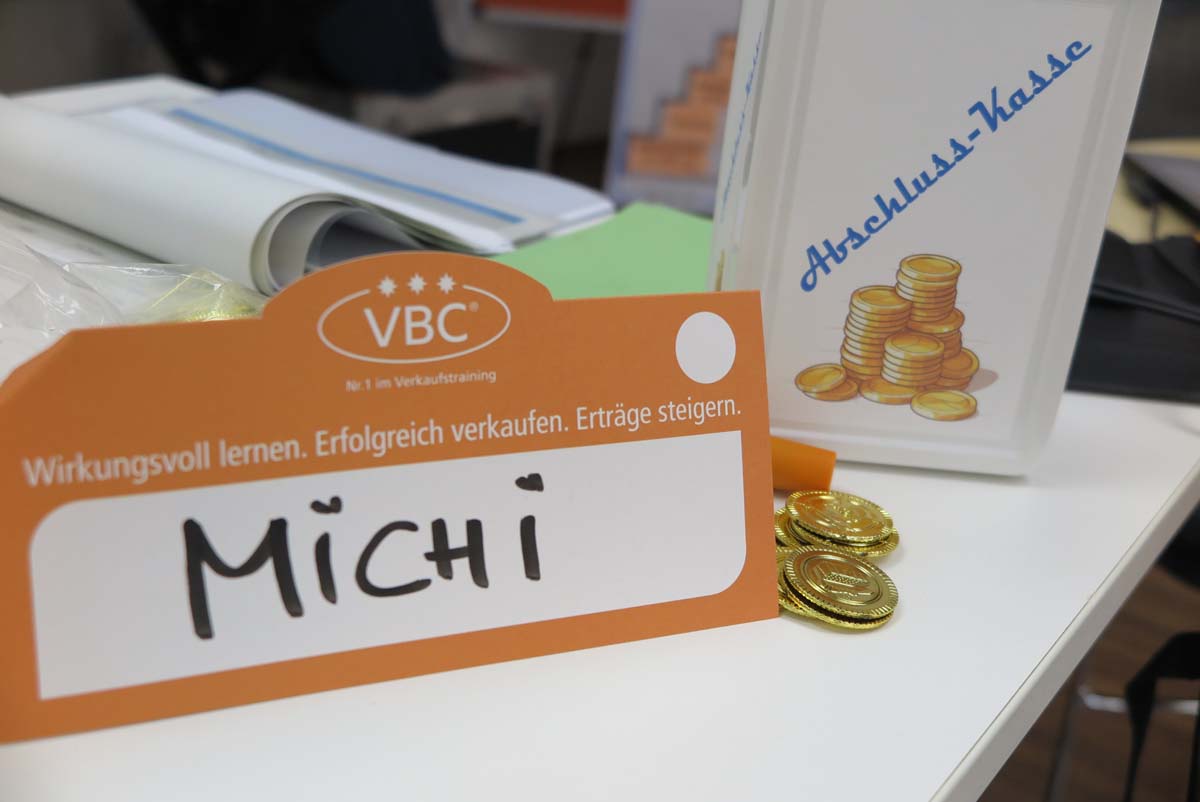 VBC®
Nr.1 im Verkaufstraining
Wirkungsvoll lernen. Erfolgreich verkaufen. Erträge steigern.
MiCHi
Abschluss-Kasse